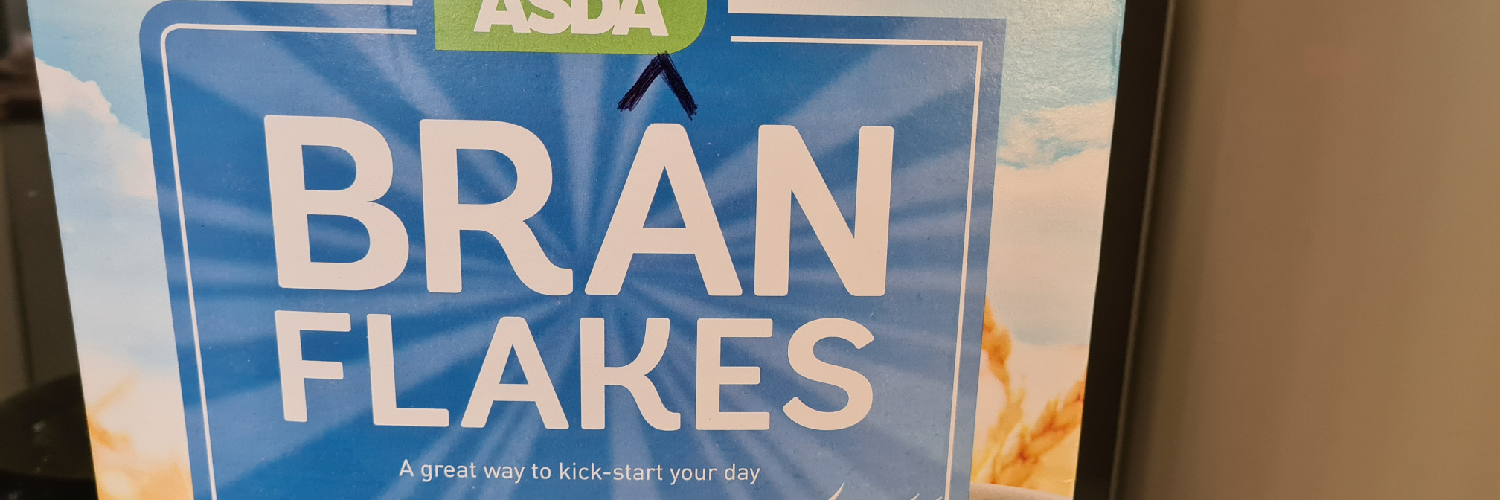 ASDA
BRÂN
FLAKES
A great way to kick-start your day